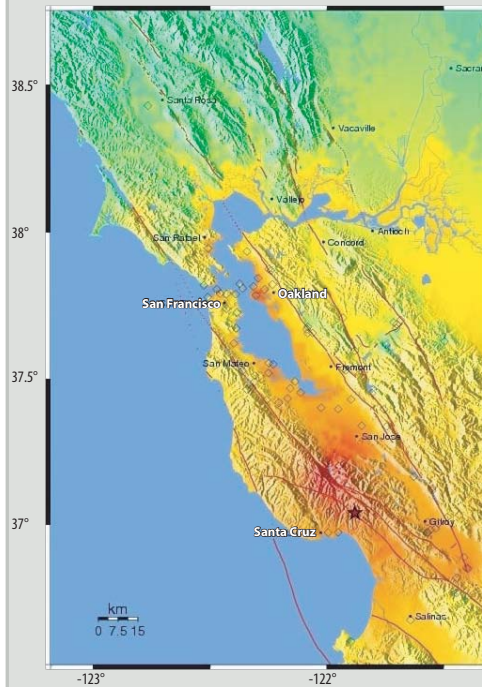 38.5°
Sacra
Santa Rosa
Vacaville
Vallejo
38°
San Rafael
Antioch
Concord
Oakland
San Francisco
37.5°
San Mateo
Fremont
San Jose
37°
Gilroy
Santa Cruz
km
0 7.5 15
Salinas
-123°
-122°